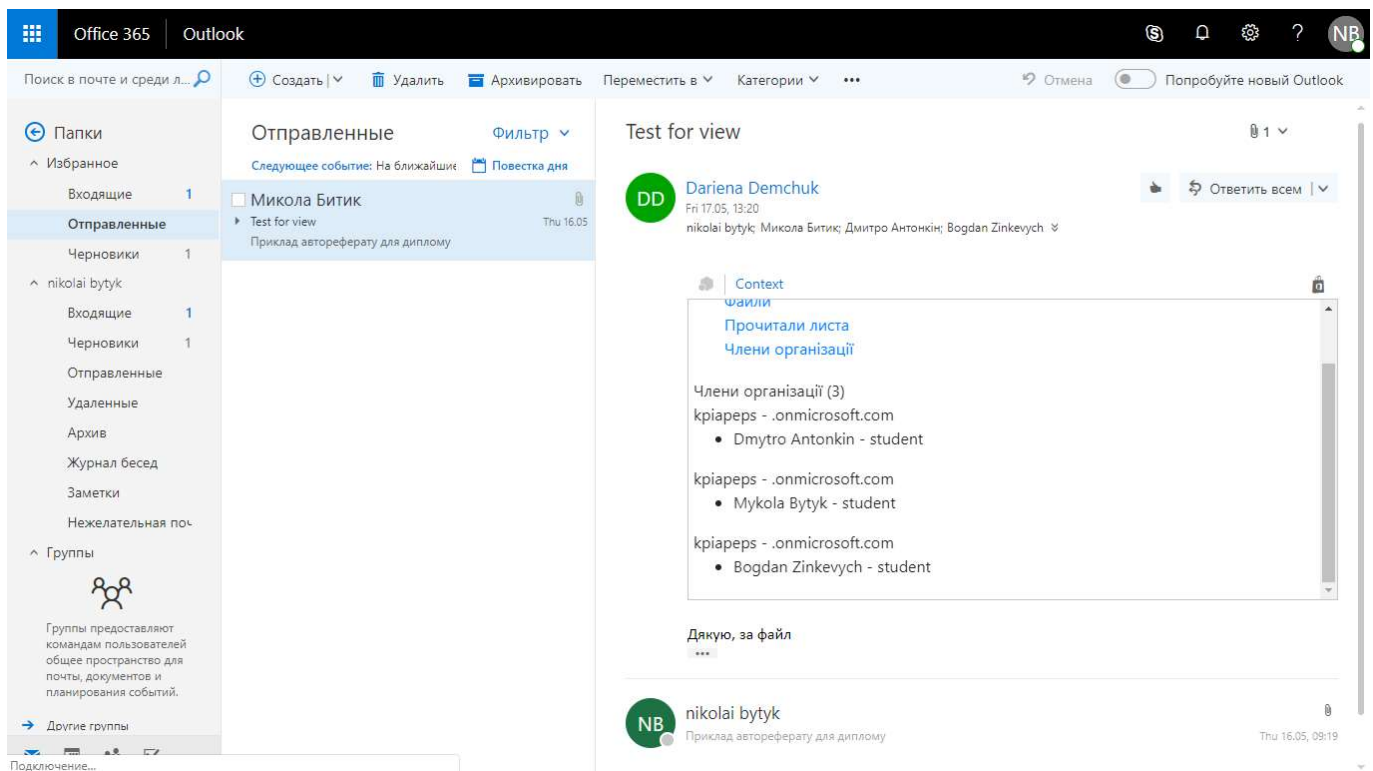 Office 365
Outlook
NB
Поиск в почте и среди л...
Создать
Удалить
Архивировать
Переместить в
Категории
•••
Отмена
Попробуйте новый Outlook
Папки
Избранное
Входящие 1
Отправленные
Черновики 1
nikolai bytyk
Входящие 1
Черновики 1
Отправленные
Удаленные
Архив
Журнал бесед
Заметки
Нежелательная поч
Группы
Группы предоставляют
командам пользователей
общее пространство для
почты, документов и
планирования событий.
Другие группы
Подключение...
Отправленные
Фильтр
Следующее событие: На ближайшие
Повестка дня
Микола Битик
Test for view Thu 16.05
Приклад автореферату для диплому
Test for view
1
DD
Dariena Demchuk
Fri 17.05, 13:20
nikolai bytyk; Микола Битик; Дмитро Антонкін; Bogdan Zinkevych
Ответить всем
Context
Файли
Прочитали листа
Члени організації
Члени організації (3)
kpiapeps - .onmicrosoft.com
• Dmytro Antonkin - student
kpiapeps - .onmicrosoft.com
• Mykola Bytyk - student
kpiapeps - .onmicrosoft.com
• Bogdan Zinkevych - student
Дякую, за файл
•••
NB
nikolai bytyk
Приклад автореферату для диплому
Thu 16.05, 09:19